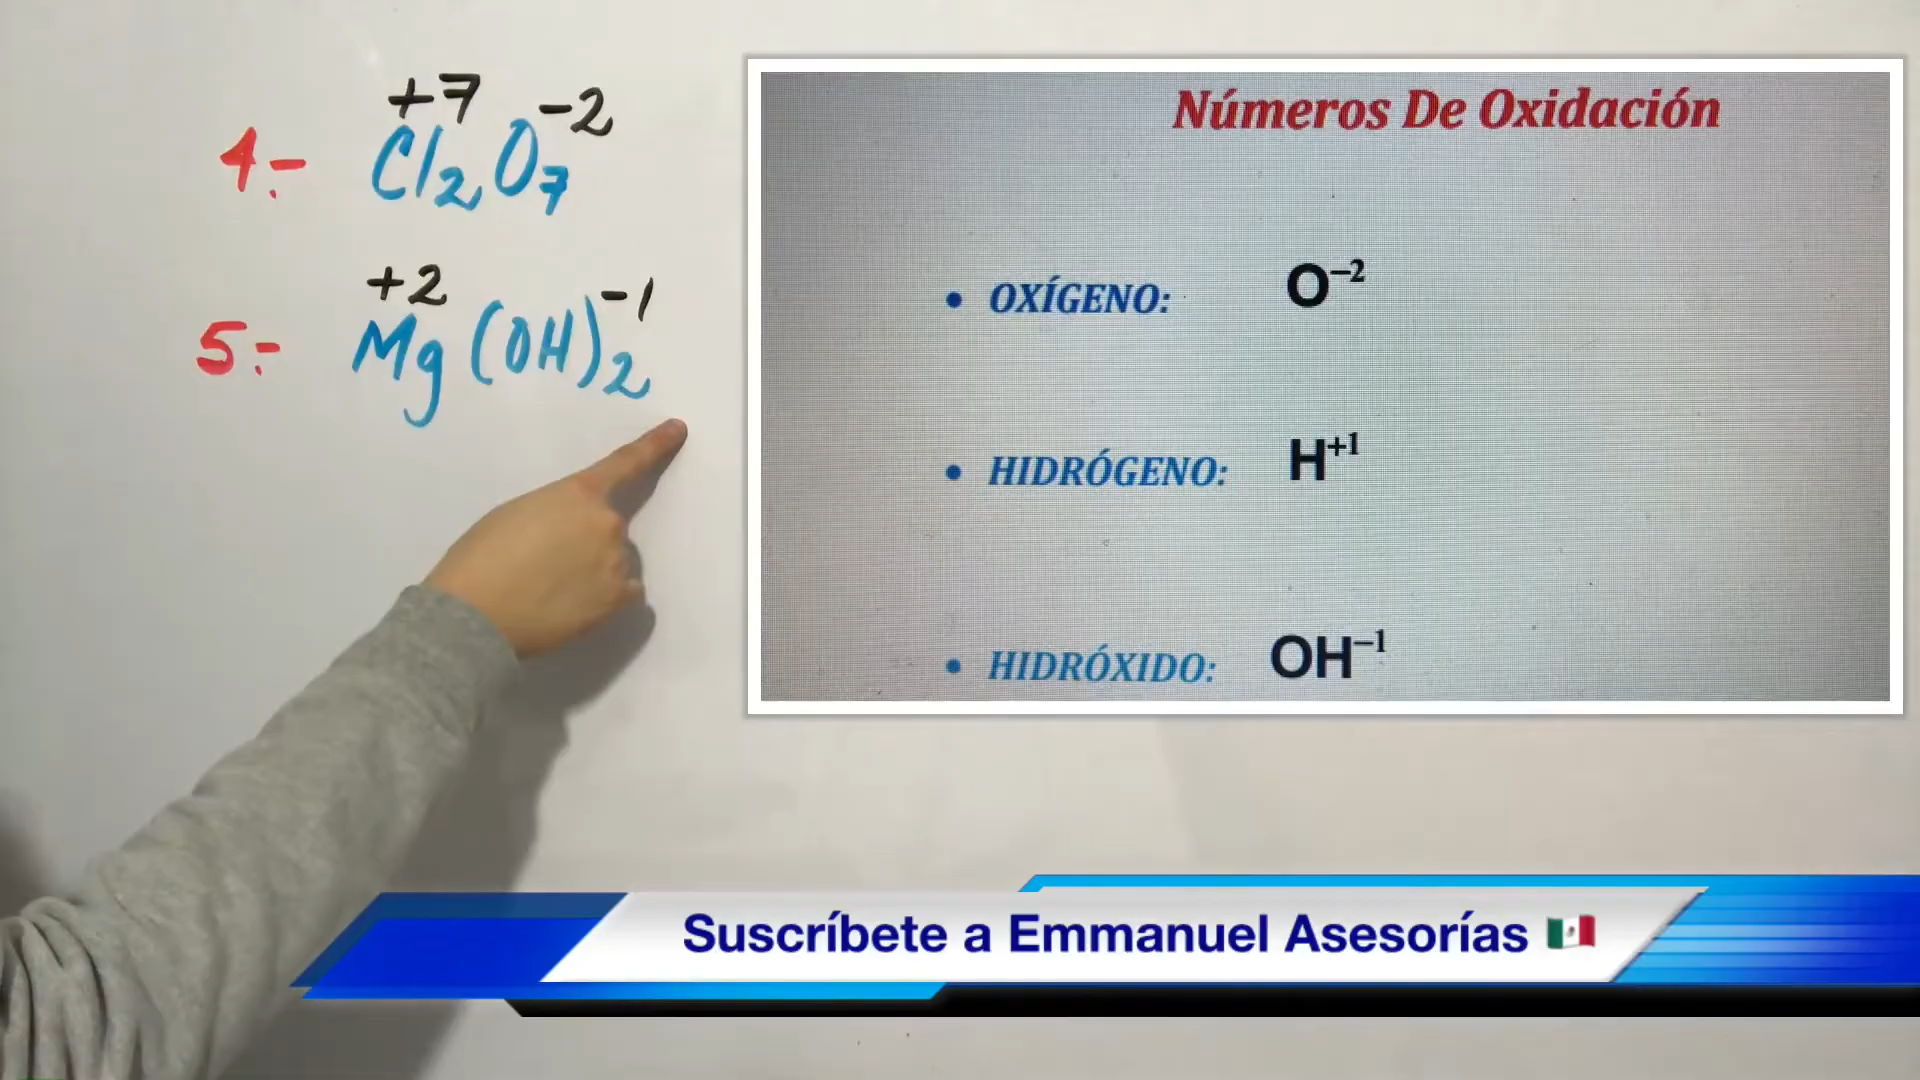 +7 -2
4.- Cl2O7
+2 -1
5.- Mg(OH)2
Números De Oxidación
• OXÍGENO: O–2
• HIDRÓGENO: H+1
• HIDRÓXIDO: OH–1
Suscríbete a Emmanuel Asesorías 🇲🇽